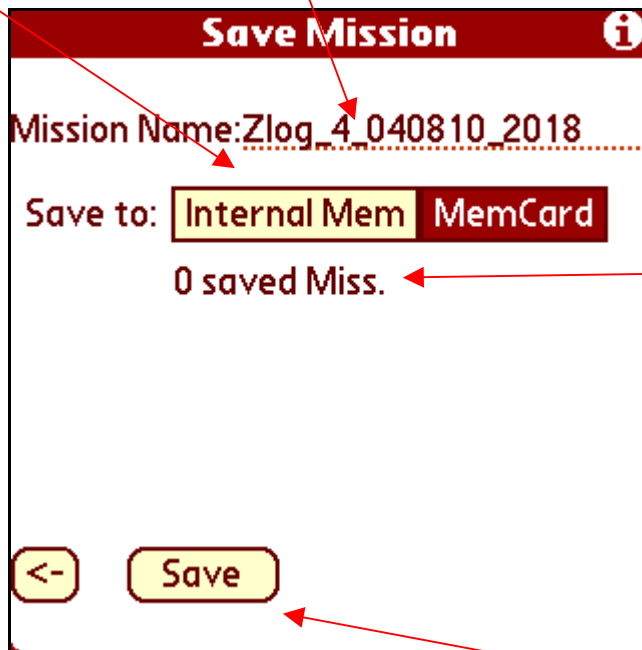 Save Mission i
Mission Name:Zlog_4_040810_2018
Save to: Internal Mem MemCard
0 saved Miss.
<- Save